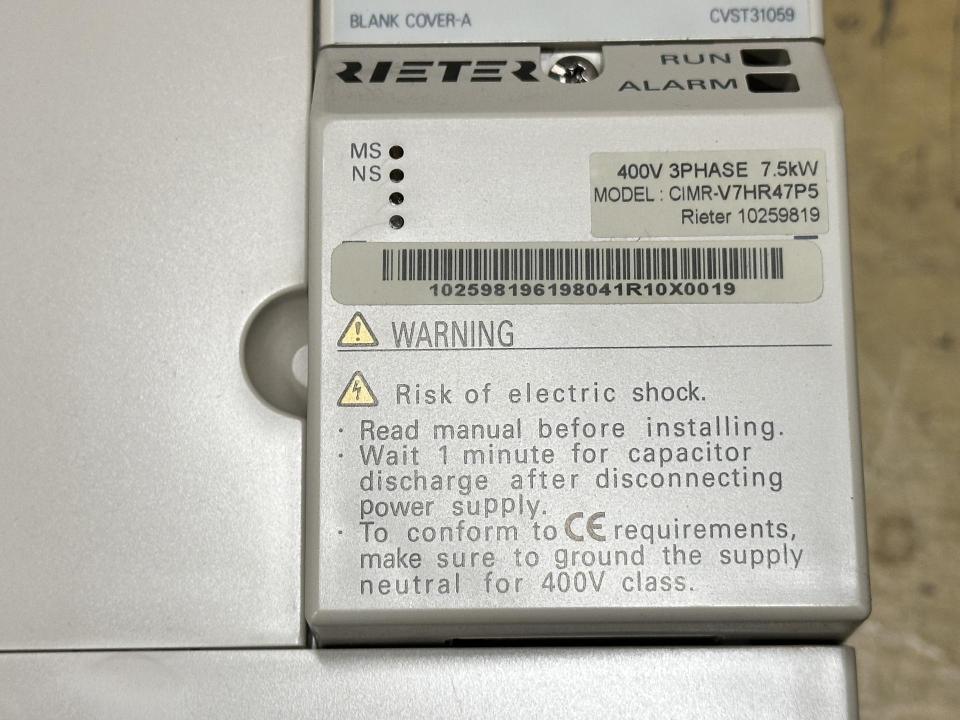 BLANK COVER-A CVST31059
RIETER
RUN
ALARM
MS
NS
400V 3PHASE 7.5kW
MODEL : CIMR-V7HR47P5
Rieter 10259819
102598196198041R10X0019
WARNING
Risk of electric shock.
· Read manual before installing.
· Wait 1 minute for capacitor
discharge after disconnecting
power supply.
· To conform to CE requirements,
make sure to ground the supply
neutral for 400V class.